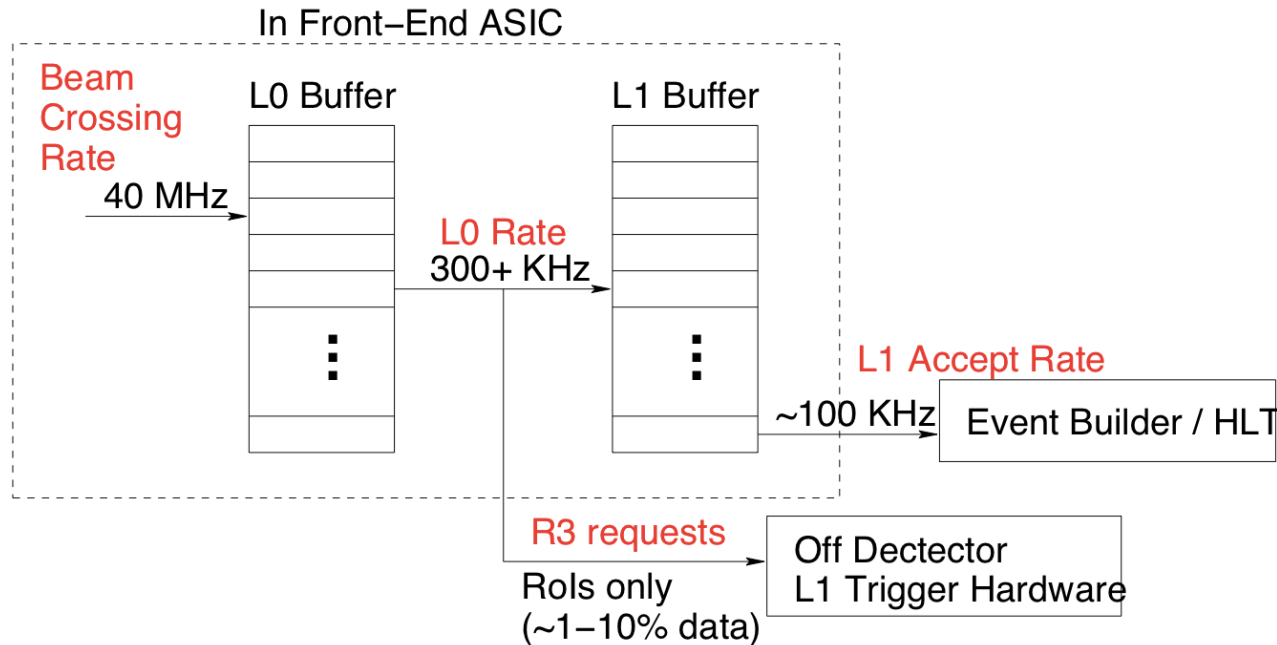 In Front–End ASIC
Beam
Crossing
Rate
40 MHz
L0 Buffer
L0 Rate
300+ KHz
L1 Buffer
L1 Accept Rate
~100 KHz
Event Builder / HLT
R3 requests
RoIs only
(~1–10% data)
Off Dectector
L1 Trigger Hardware